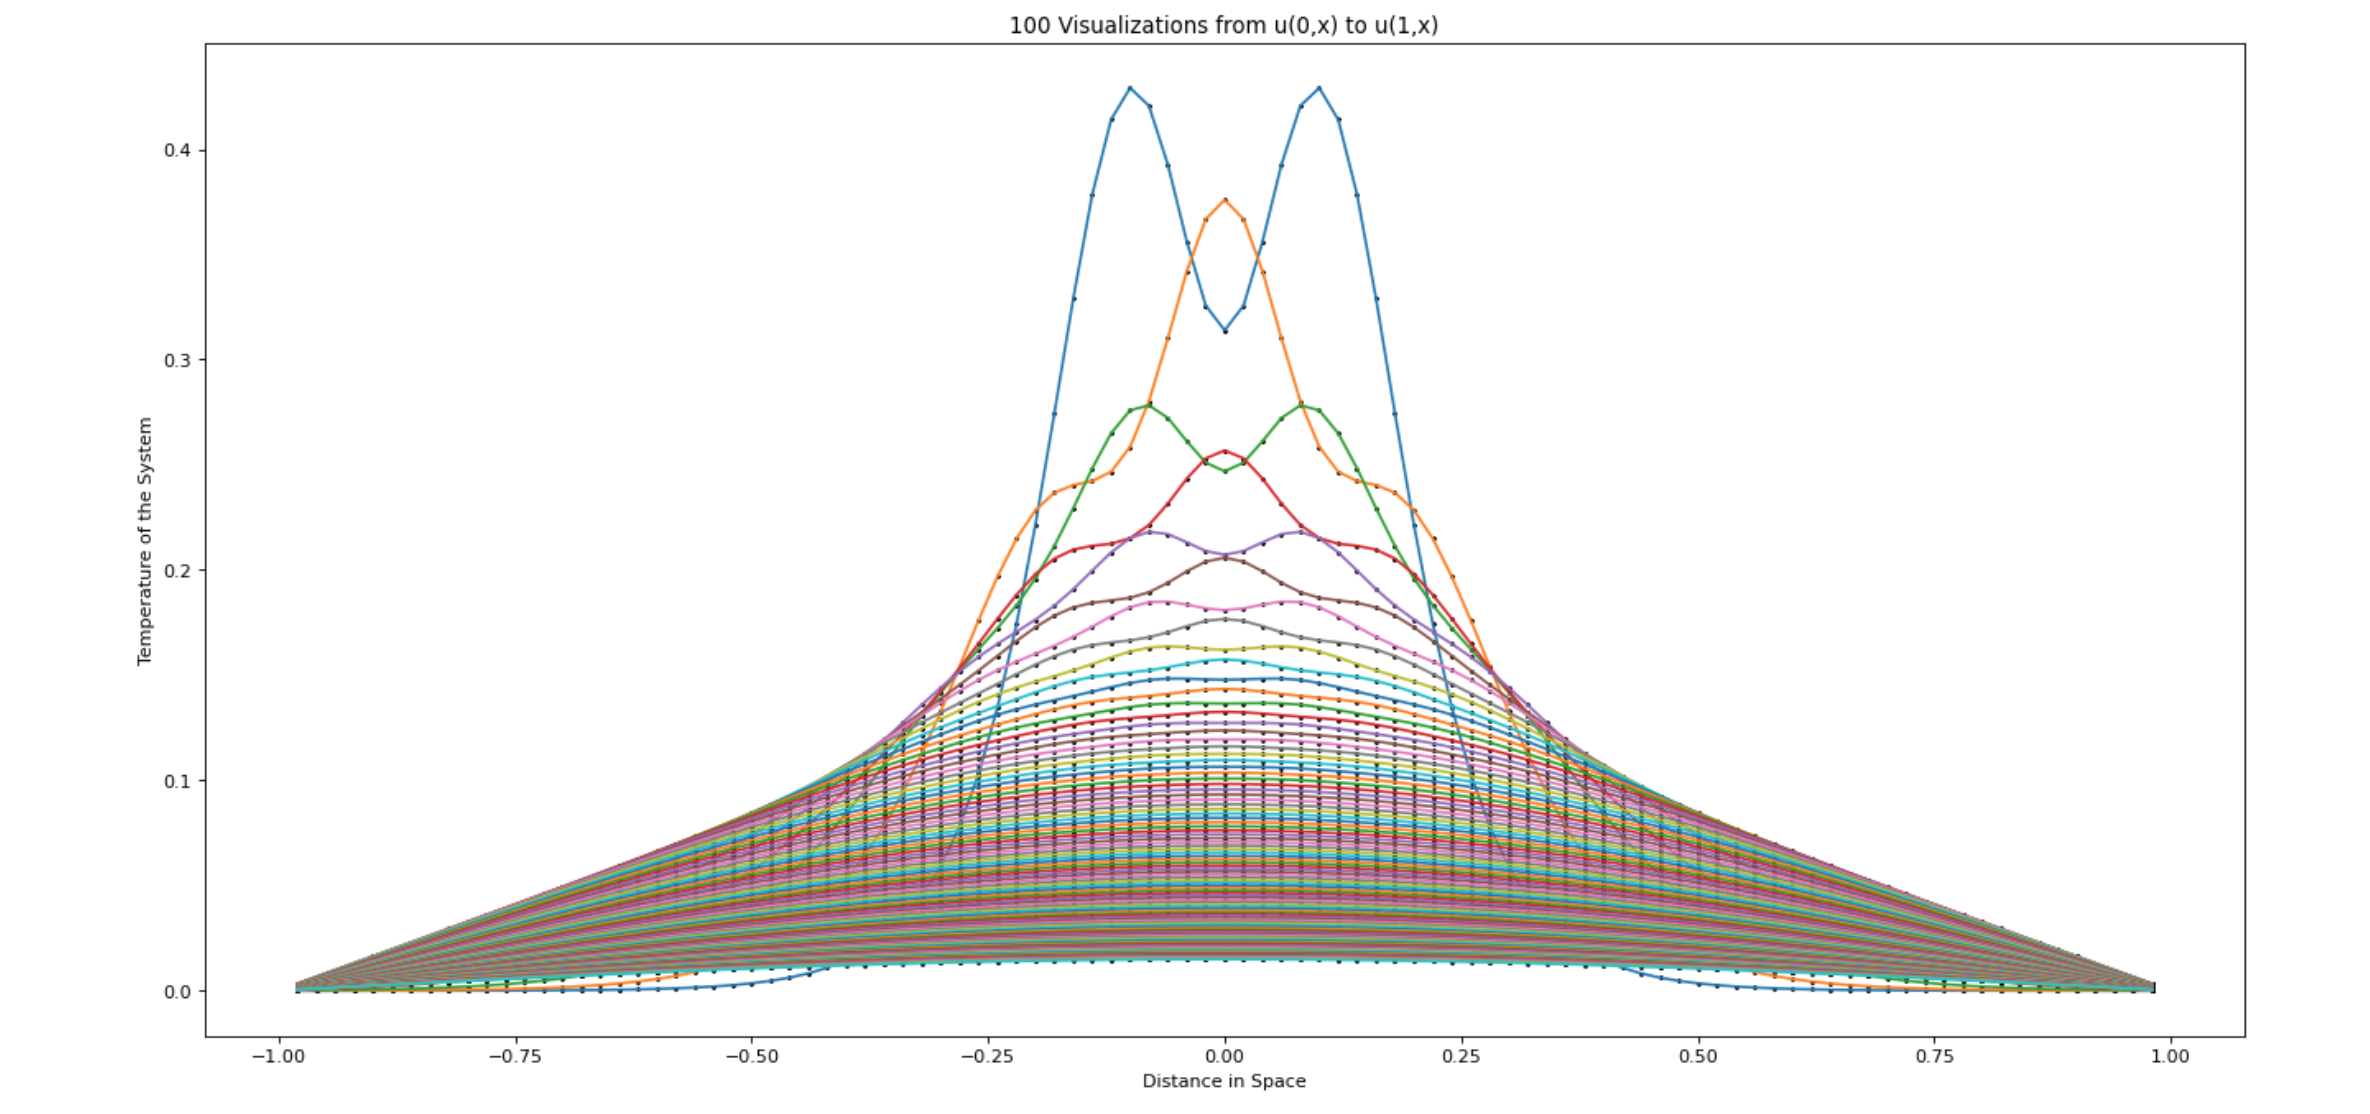 100 Visualizations from u(0,x) to u(1,x)
Temperature of the System
0.4
0.3
0.2
0.1
0.0
−1.00 −0.75 −0.50 −0.25 0.00 0.25 0.50 0.75 1.00
Distance in Space